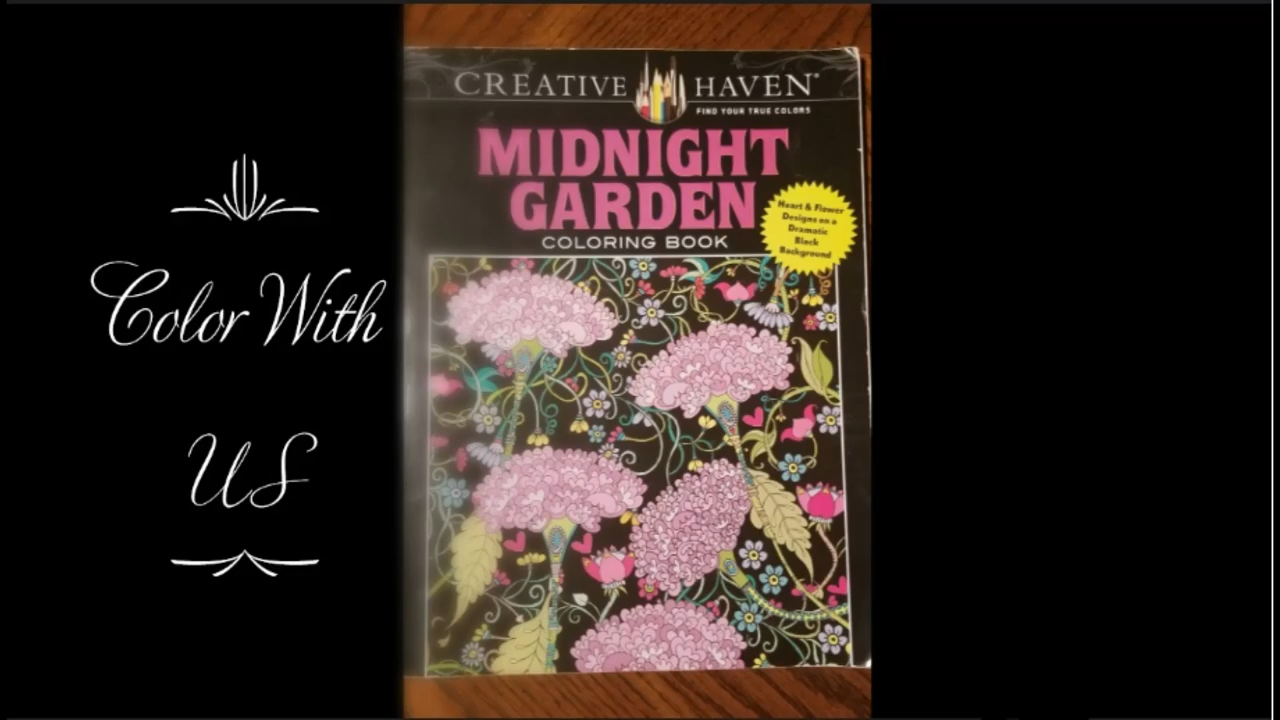 Color With
US
CREATIVE HAVEN®
FIND YOUR TRUE COLORS
MIDNIGHT
GARDEN
COLORING BOOK
Heart & Flower
Designs on a
Dramatic
Black
Background